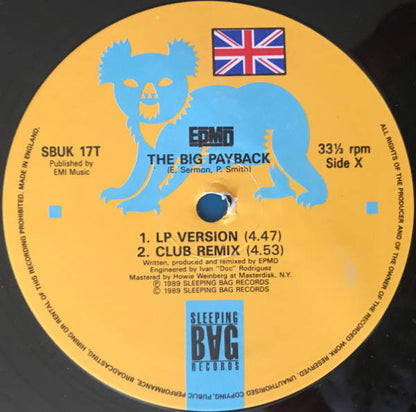 EPMD
THE BIG PAYBACK
(E. Sermon, P. Smith)
SBUK 17T
Published by
EMI Music
33⅓ rpm
Side X
1. LP VERSION (4.47)
2. CLUB REMIX (4.53)
Written, produced and remixed by EPMD
Engineered by Ivan "Doc" Rodriguez
Mastered by Howie Weinberg at Masterdisk, N.Y.
℗ 1989 SLEEPING BAG RECORDS
© 1989 SLEEPING BAG RECORDS
SLEEPING
BAG
RECORDS
ALL RIGHTS OF THE PRODUCER AND OF THE OWNER OF THE RECORDED WORK RESERVED. UNAUTHORISED COPYING, PUBLIC PERFORMANCE, BROADCASTING, HIRING OR RENTAL OF THIS RECORDING PROHIBITED. MADE IN ENGLAND.